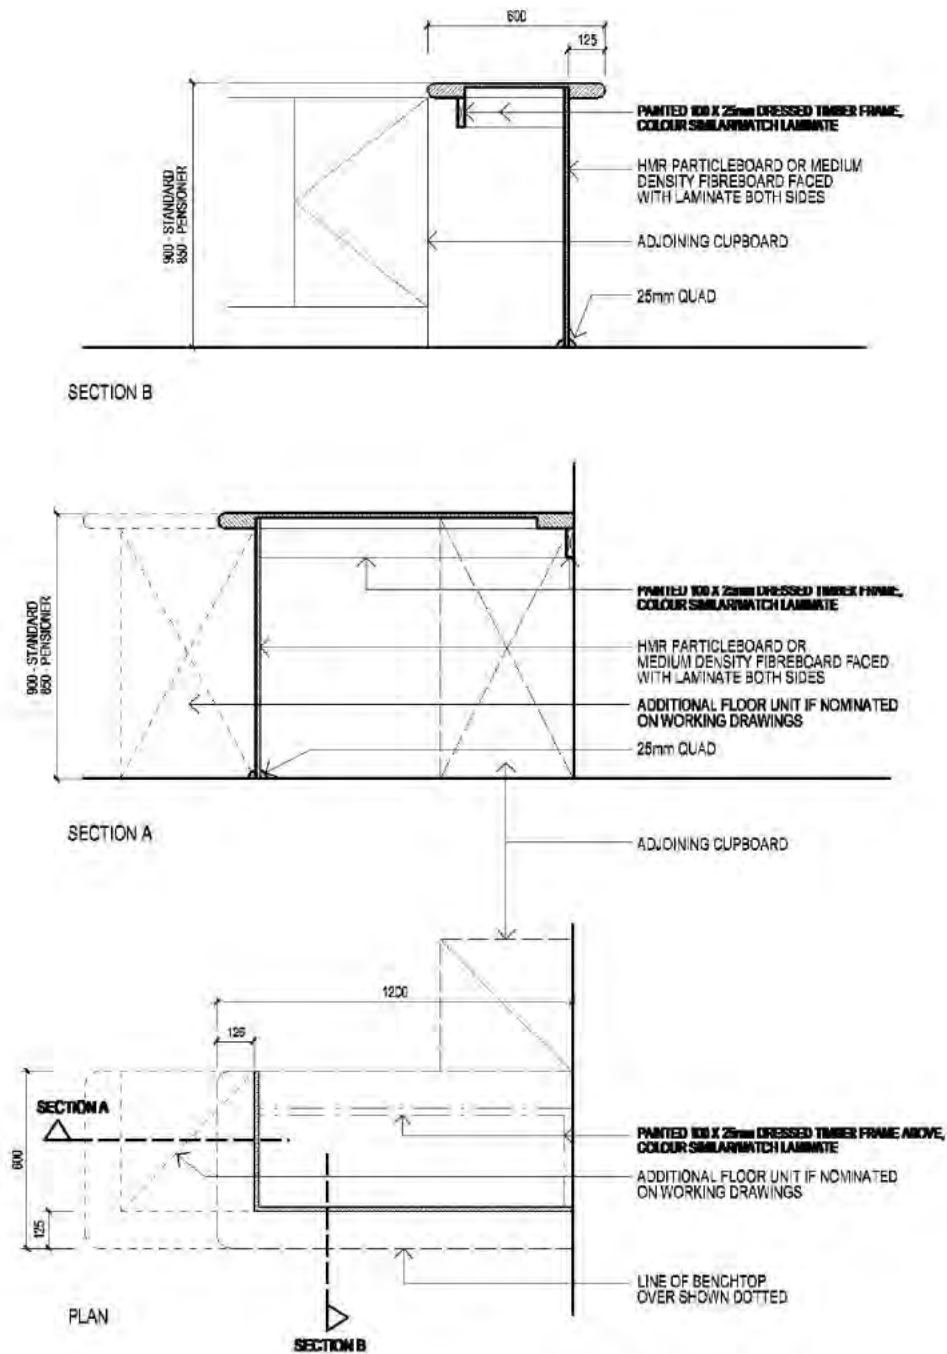 600
125
PAINTED 100 X 25mm DRESSED TIMBER FRAME,
COLOUR SIMILAR/MATCH LAMINATE
HMR PARTICLEBOARD OR MEDIUM
DENSITY FIBREBOARD FACED
WITH LAMINATE BOTH SIDES
900 - STANDARD
850 - PENSIONER
ADJOINING CUPBOARD
25mm QUAD
SECTION B
PAINTED 100 X 25mm DRESSED TIMBER FRAME,
COLOUR SIMILAR/MATCH LAMINATE
900 - STANDARD
850 - PENSIONER
HMR PARTICLEBOARD OR
MEDIUM DENSITY FIBREBOARD FACED
WITH LAMINATE BOTH SIDES
ADDITIONAL FLOOR UNIT IF NOMINATED
ON WORKING DRAWINGS
25mm QUAD
SECTION A
ADJOINING CUPBOARD
1200
125
SECTION A
600
125
PAINTED 100 X 25mm DRESSED TIMBER FRAME ABOVE,
COLOUR SIMILAR/MATCH LAMINATE
ADDITIONAL FLOOR UNIT IF NOMINATED
ON WORKING DRAWINGS
LINE OF BENCHTOP
OVER SHOWN DOTTED
PLAN
SECTION B